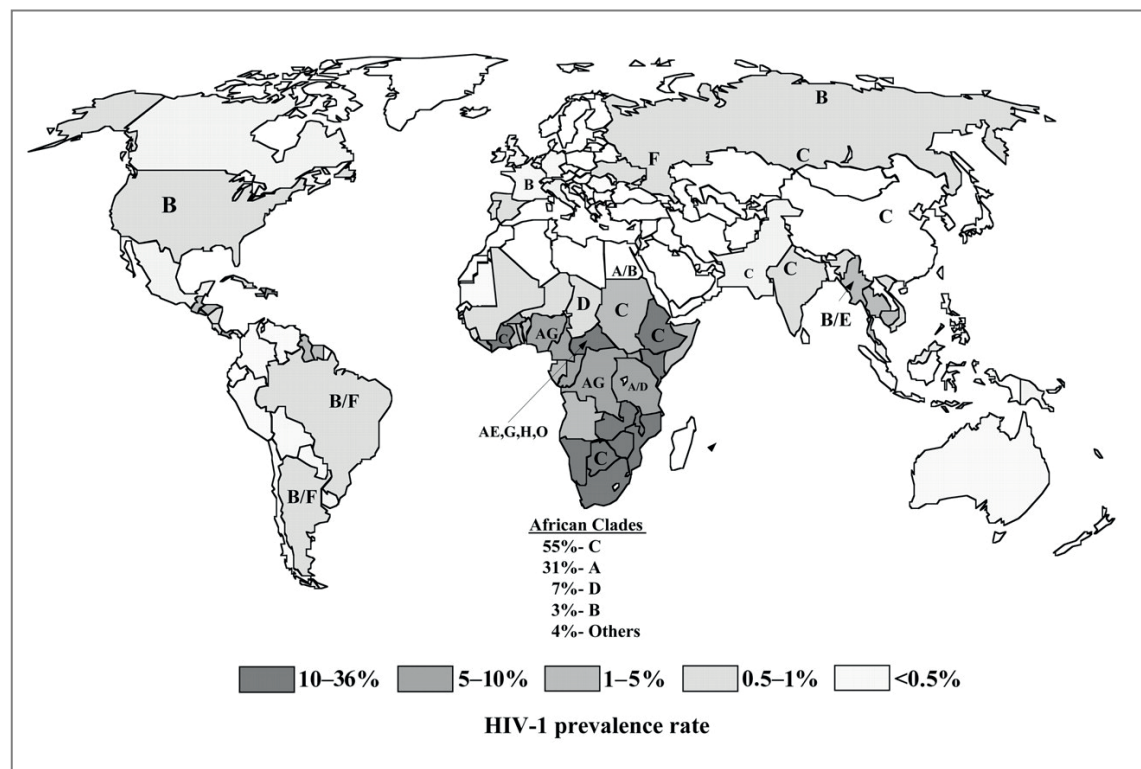 B
B
F
C
B
C
A/B
C
C
D
C
B/E
C
AG
C
AG
A/D
B/F
AE,G,H,O
C
B/F
African Clades
55%- C
31%- A
7%- D
3%- B
4%- Others
10–36%
5–10%
1–5%
0.5–1%
<0.5%
HIV-1 prevalence rate